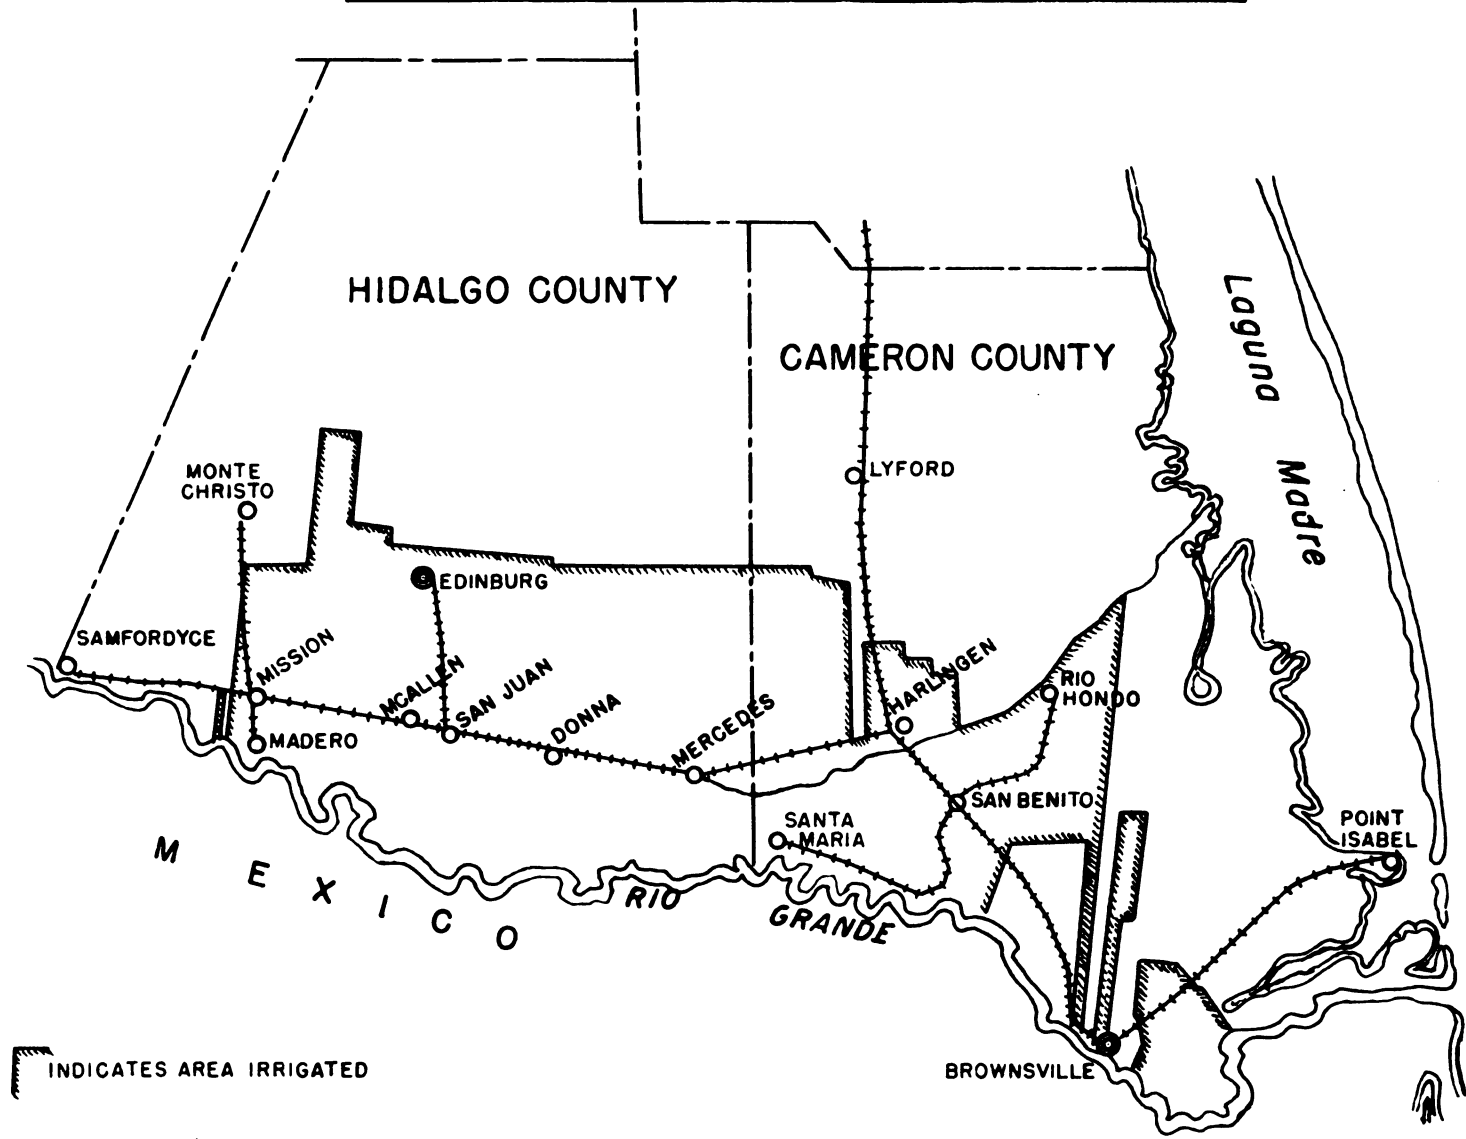 HIDALGO COUNTY
CAMERON COUNTY
Laguna Madre
LYFORD
MONTE
CHRISTO
EDINBURG
SAMFORDYCE
MISSION
MCALLEN
SAN JUAN
DONNA
MERCEDES
HARLINGEN
RIO
HONDO
MADERO
SAN BENITO
SANTA
MARIA
POINT
ISABEL
MEXICO
RIO GRANDE
BROWNSVILLE
INDICATES AREA IRRIGATED